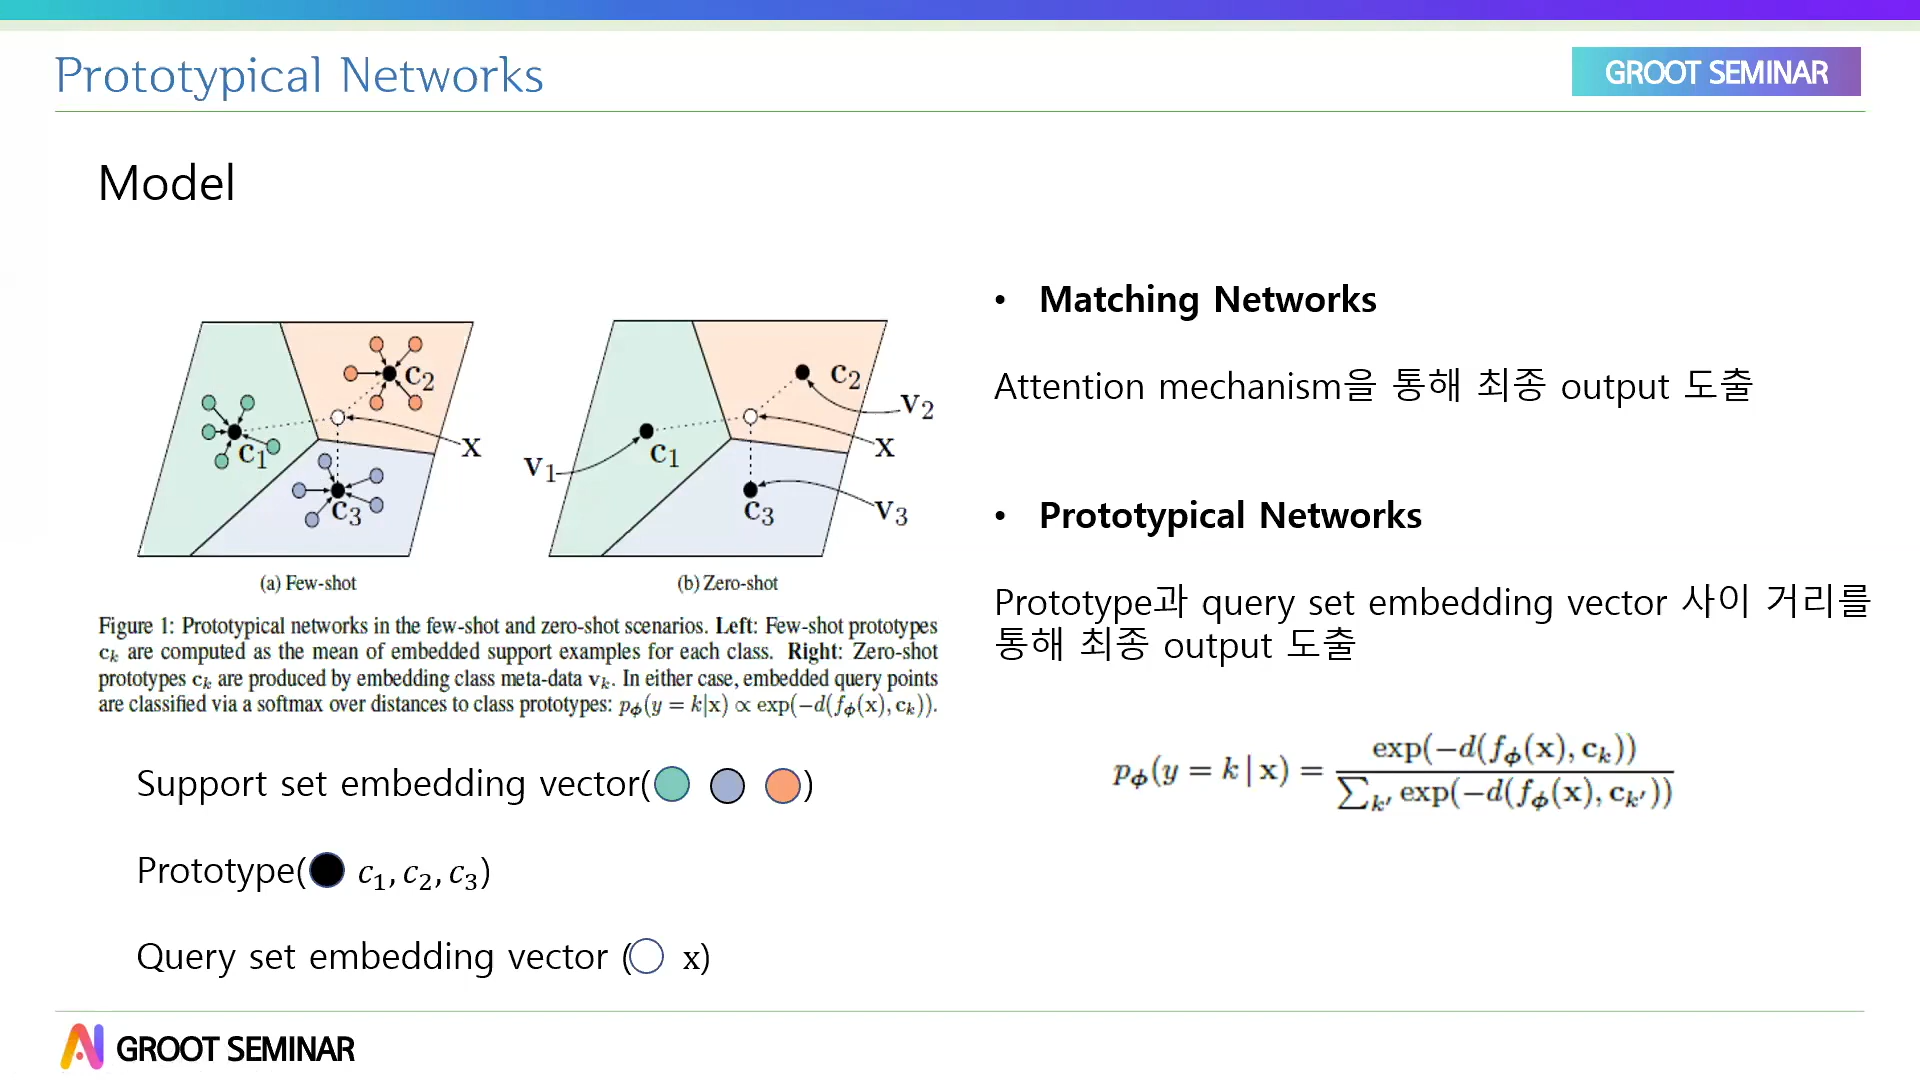 Prototypical Networks
GROOT SEMINAR
Model
c₁
c₂
c₃
x
(a) Few-shot
v₁
c₁
c₂
v₂
x
c₃
v₃
(b) Zero-shot
Figure 1: Prototypical networks in the few-shot and zero-shot scenarios. Left: Few-shot prototypes
cₖ are computed as the mean of embedded support examples for each class. Right: Zero-shot
prototypes cₖ are produced by embedding class meta-data vₖ. In either case, embedded query points
are classified via a softmax over distances to class prototypes: p_ϕ(y = k|x) ∝ exp(−d(f_ϕ(x), cₖ)).
Support set embedding vector( )
Prototype( c₁, c₂, c₃)
Query set embedding vector ( x)
• Matching Networks
Attention mechanism을 통해 최종 output 도출
• Prototypical Networks
Prototype과 query set embedding vector 사이 거리를
통해 최종 output 도출
p_ϕ(y = k | x) = exp(−d(f_ϕ(x), cₖ)) / ∑_k′ exp(−d(f_ϕ(x), c_k′))
GROOT SEMINAR